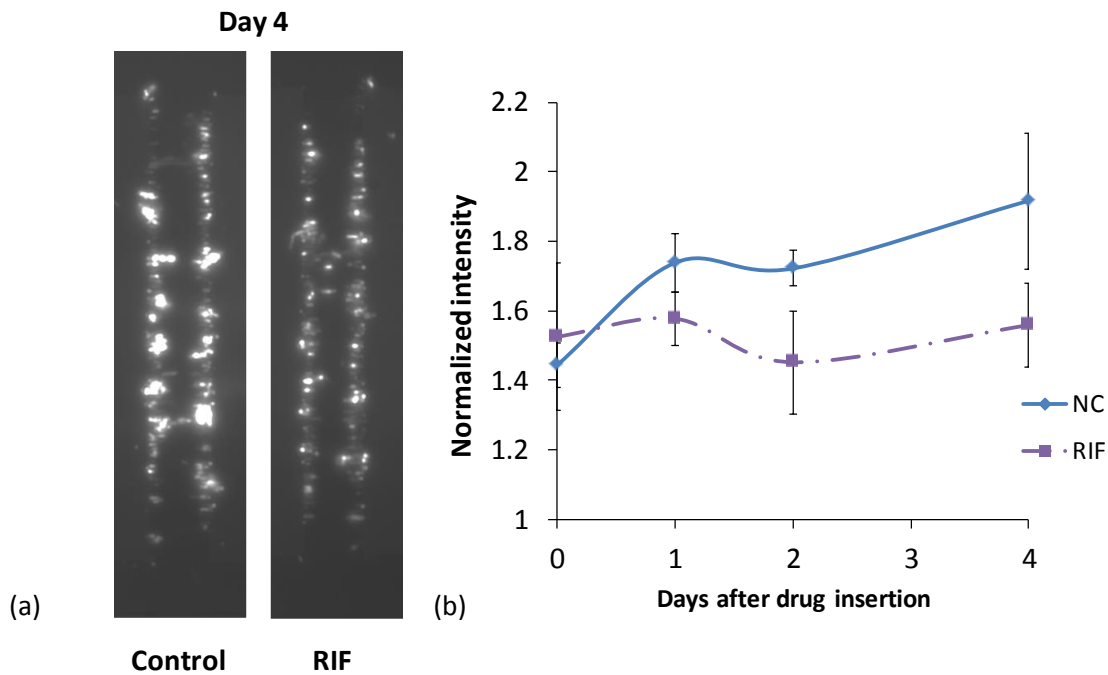 Day 4
(a)
Control
RIF
(b)
Normalized intensity
2.2
2
1.8
1.6
1.4
1.2
1
0
1
2
3
4
Days after drug insertion
NC
RIF